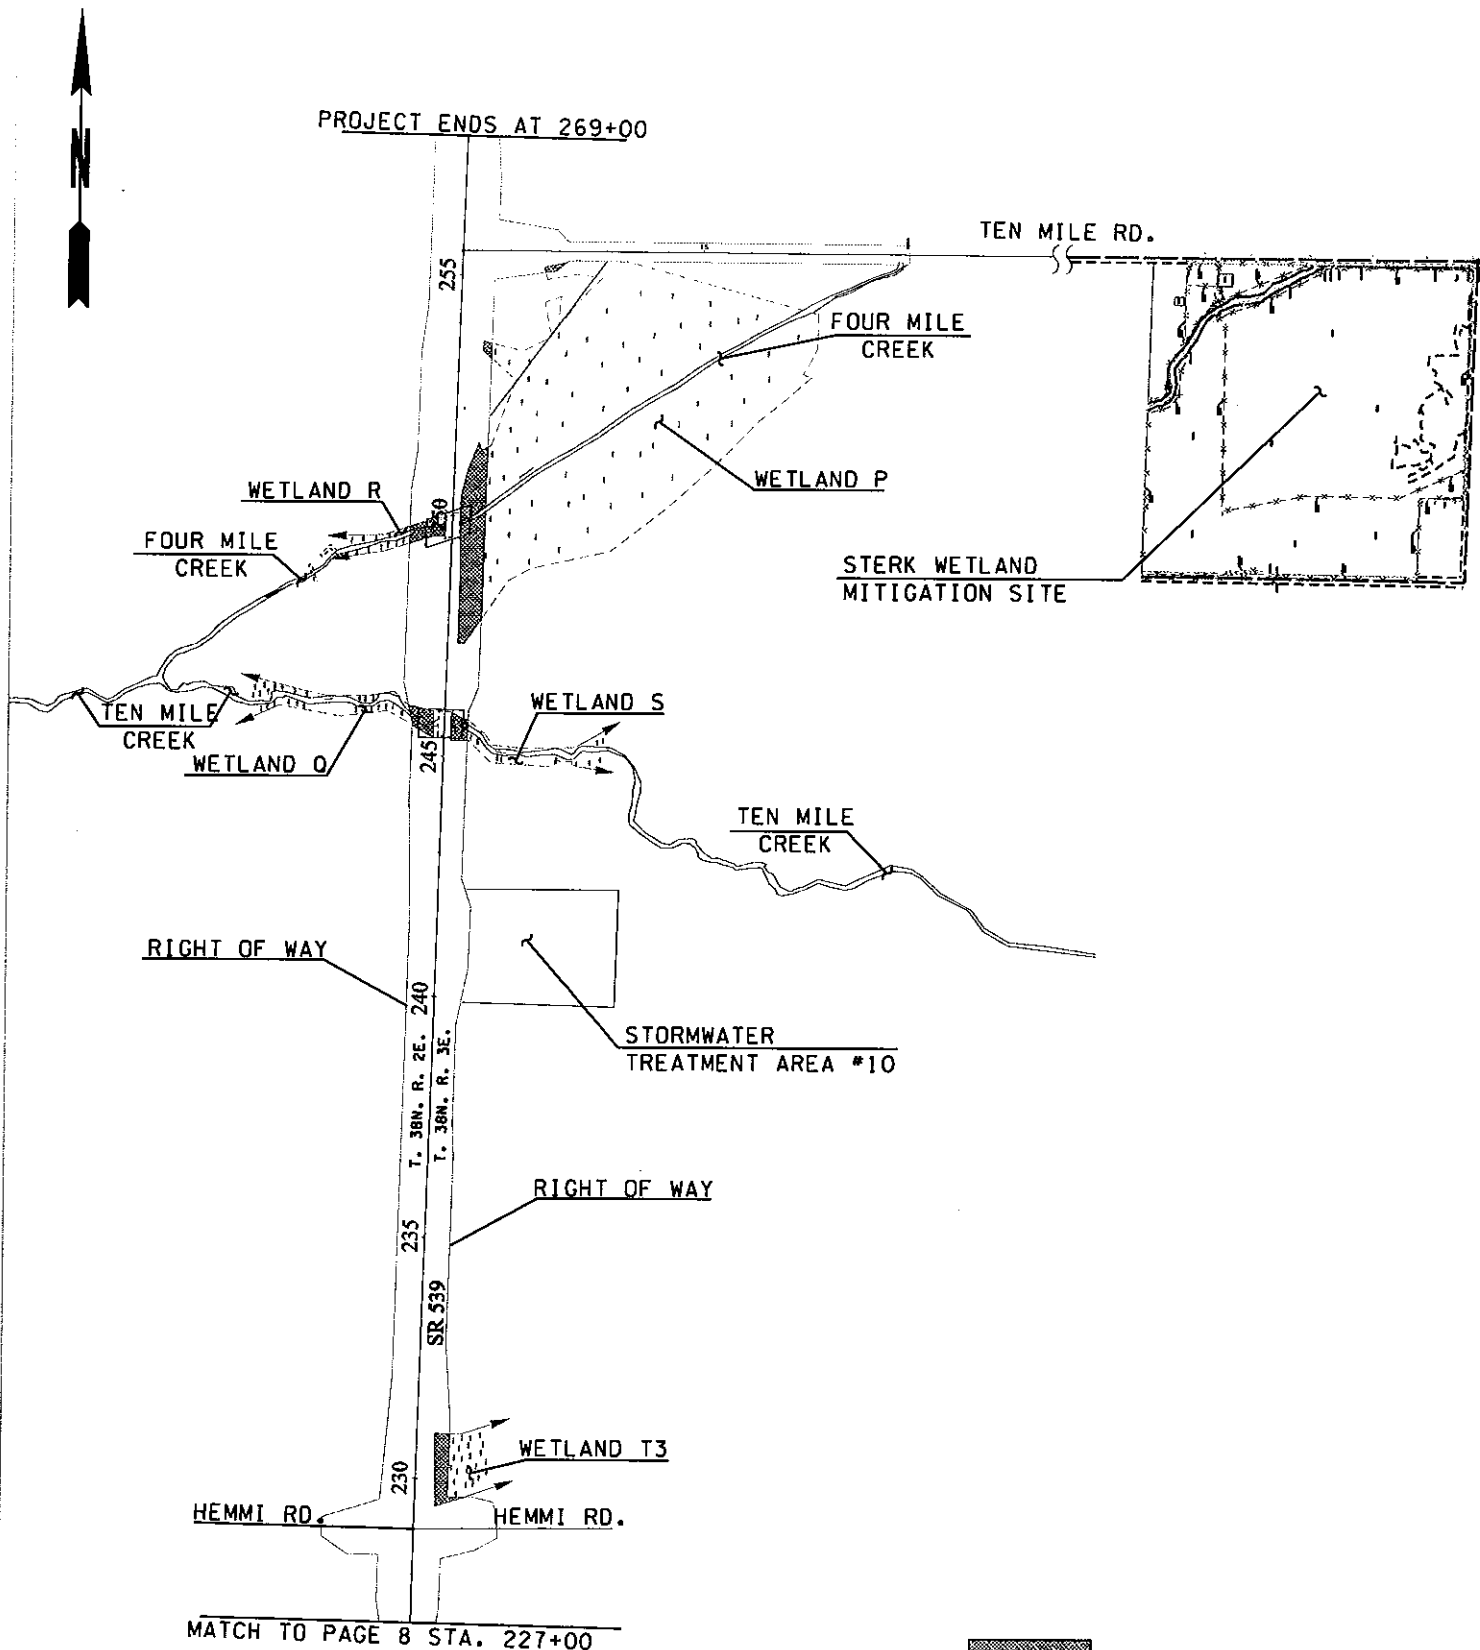 N
PROJECT ENDS AT 269+00
TEN MILE RD.
255
FOUR MILE
CREEK
WETLAND P
WETLAND R
250
FOUR MILE
CREEK
STERK WETLAND
MITIGATION SITE
TEN MILE
CREEK
WETLAND S
WETLAND Q
245
TEN MILE
CREEK
RIGHT OF WAY
240
STORMWATER
TREATMENT AREA #10
T. 38N. R. 2E.
T. 38N. R. 3E.
RIGHT OF WAY
235
SR 539
WETLAND T3
230
HEMMI RD.
HEMMI RD.
MATCH TO PAGE 8 STA. 227+00